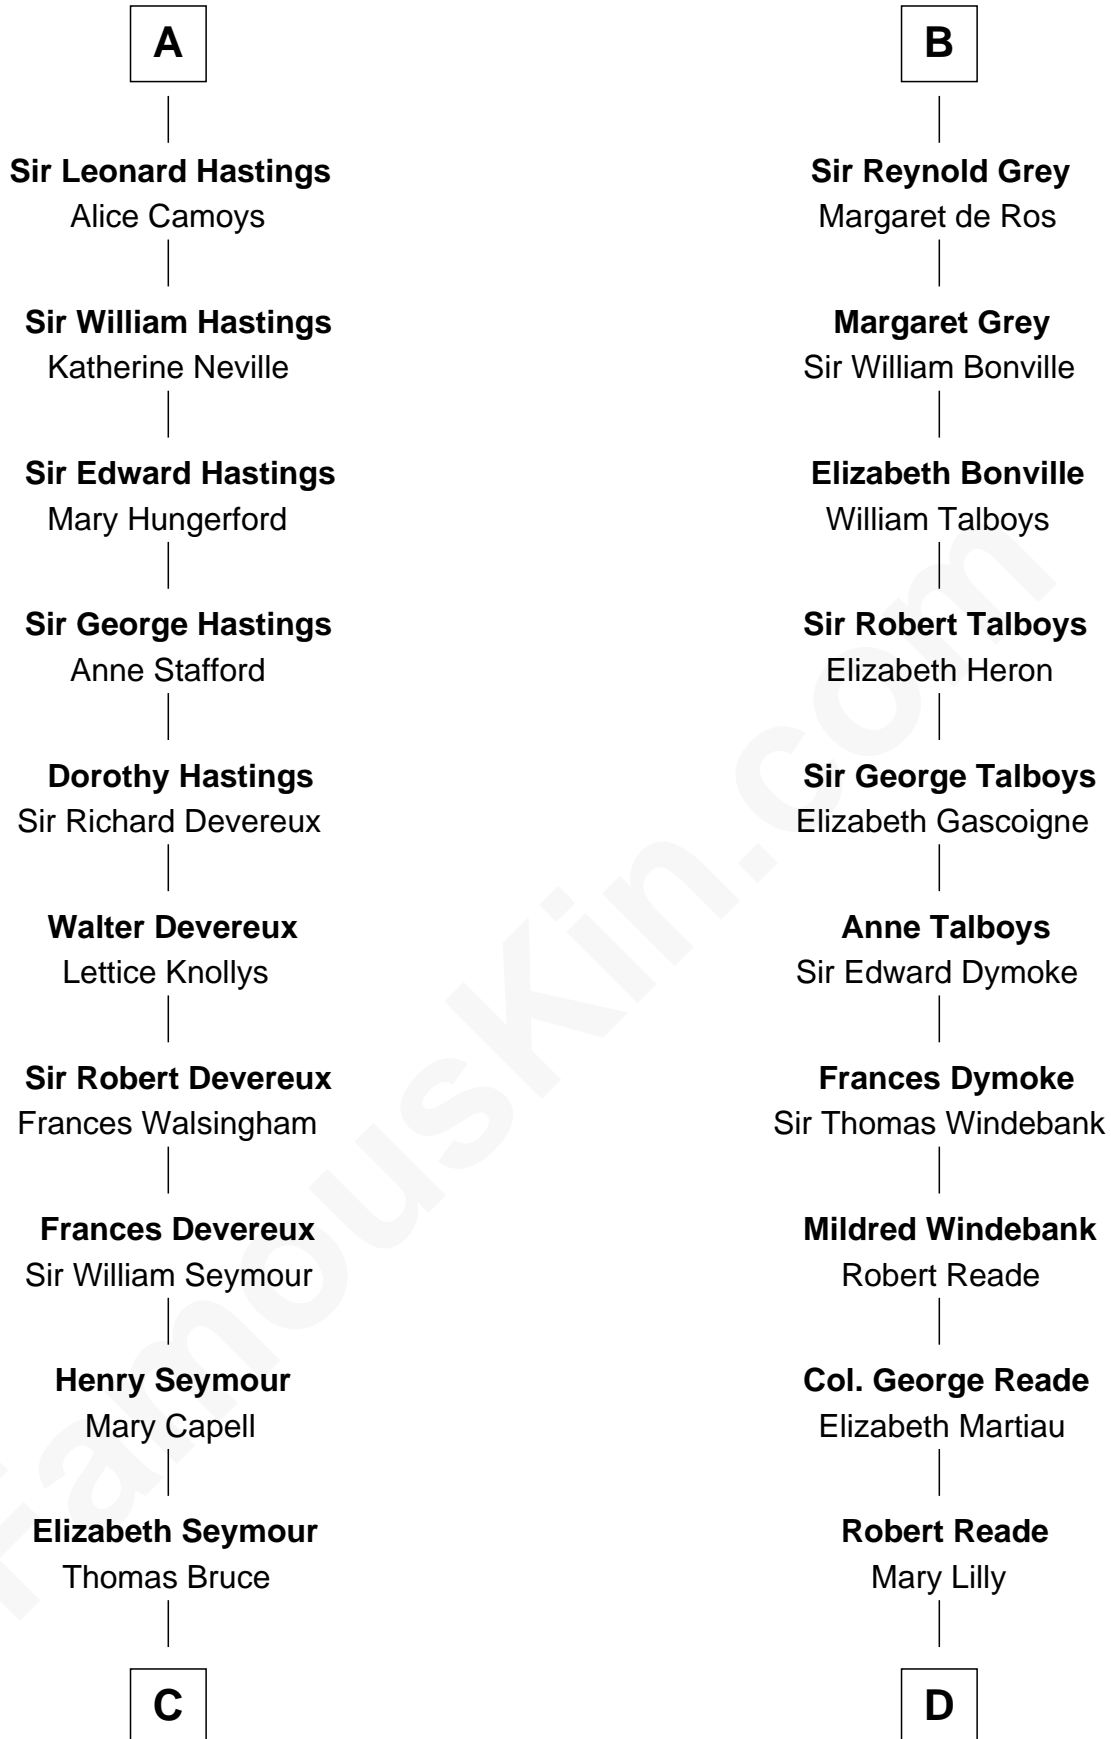 A
Sir Leonard Hastings
Alice Camoys
Sir William Hastings
Katherine Neville
Sir Edward Hastings
Mary Hungerford
Sir George Hastings
Anne Stafford
Dorothy Hastings
Sir Richard Devereux
Walter Devereux
Lettice Knollys
Sir Robert Devereux
Frances Walsingham
Frances Devereux
Sir William Seymour
Henry Seymour
Mary Capell
Elizabeth Seymour
Thomas Bruce
C
B
Sir Reynold Grey
Margaret de Ros
Margaret Grey
Sir William Bonville
Elizabeth Bonville
William Talboys
Sir Robert Talboys
Elizabeth Heron
Sir George Talboys
Elizabeth Gascoigne
Anne Talboys
Sir Edward Dymoke
Frances Dymoke
Sir Thomas Windebank
Mildred Windebank
Robert Reade
Col. George Reade
Elizabeth Martiau
Robert Reade
Mary Lilly
D
FamousKin.com